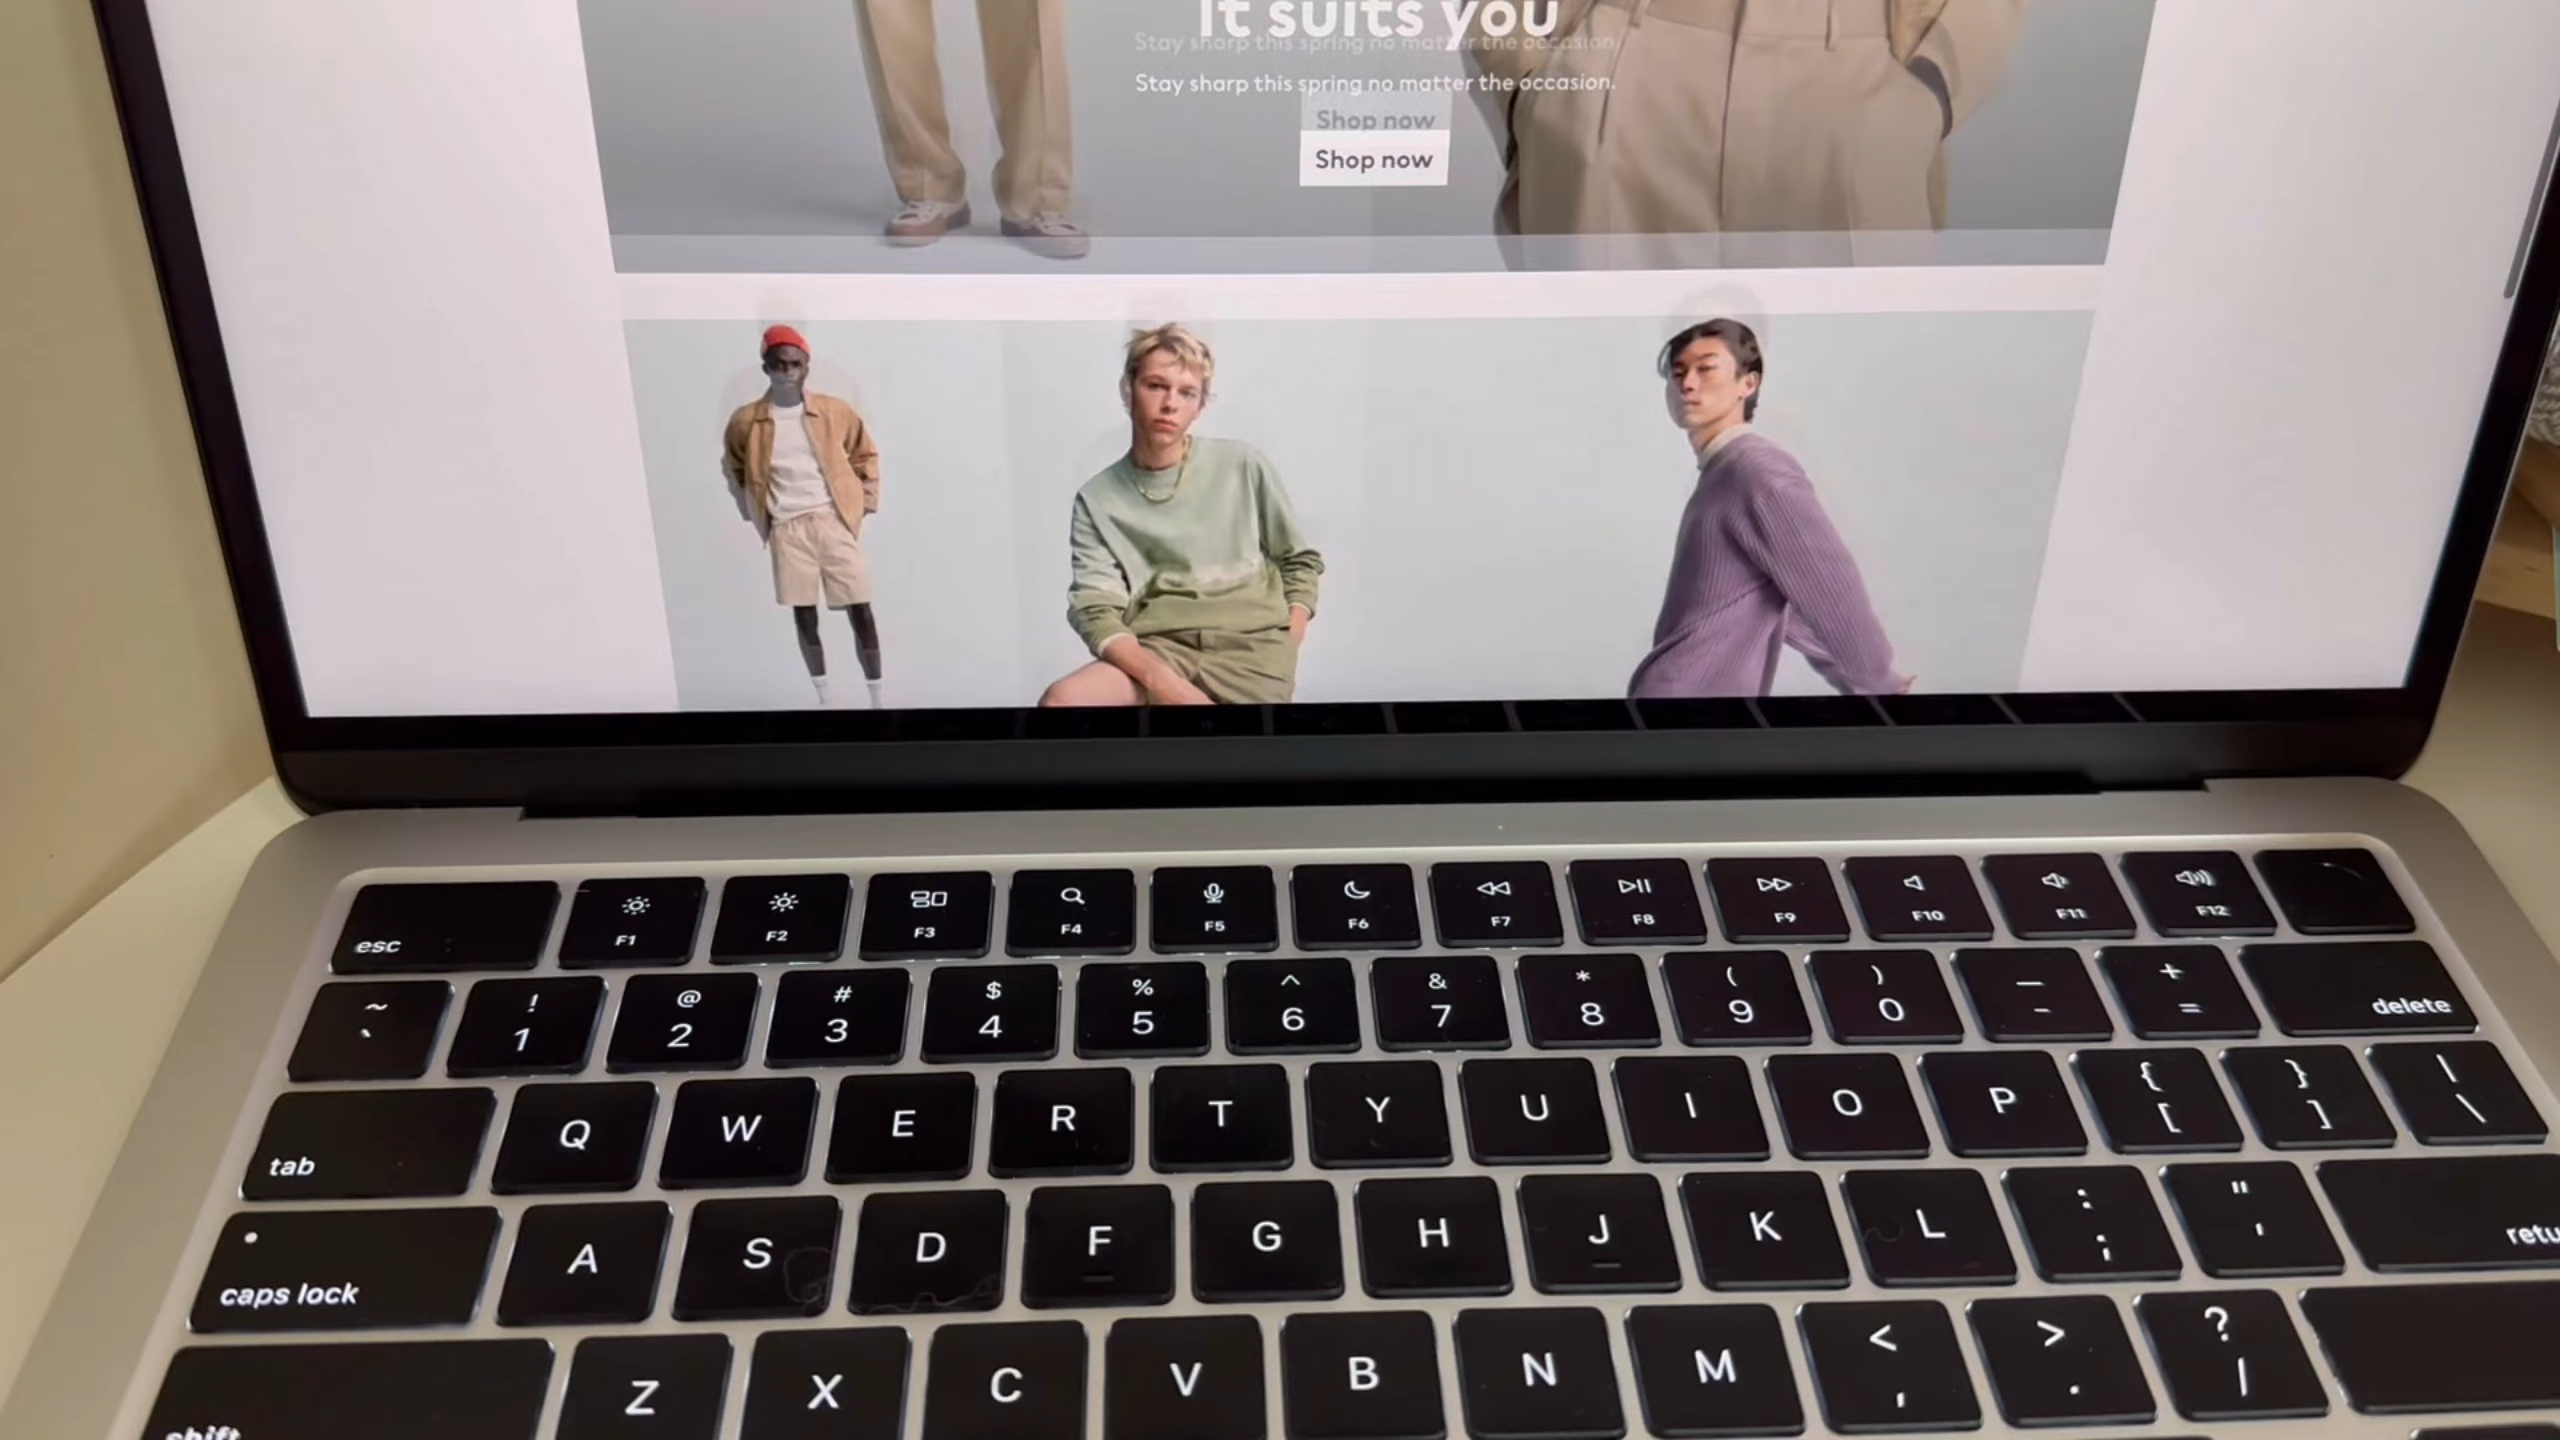 It suits you
Stay sharp this spring no matter the occasion.
Stay sharp this spring no matter the occasion.
Shop now
Shop now
esc F1 F2 F3 F4 F5 F6 F7 F8 F9 F10 F11 F12
~ ! @ # $ % ^ & * ( ) — +
` 1 2 3 4 5 6 7 8 9 0 - = delete
tab Q W E R T Y U I O P { [ } ] | \
caps lock A S D F G H J K L : ; " '
shift Z X C V B N M < , > . ? /